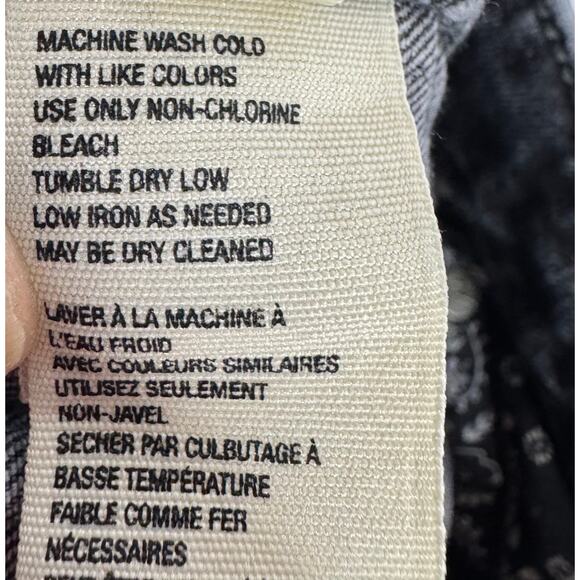 MACHINE WASH COLD
WITH LIKE COLORS
USE ONLY NON-CHLORINE
BLEACH
TUMBLE DRY LOW
LOW IRON AS NEEDED
MAY BE DRY CLEANED
LAVER À LA MACHINE À
L'EAU FROID
AVEC COULEURS SIMILAIRES
UTILISEZ SEULEMENT
NON-JAVEL
SECHER PAR CULBUTAGE À
BASSE TEMPÉRATURE
FAIBLE COMME FER
NÉCESSAIRES